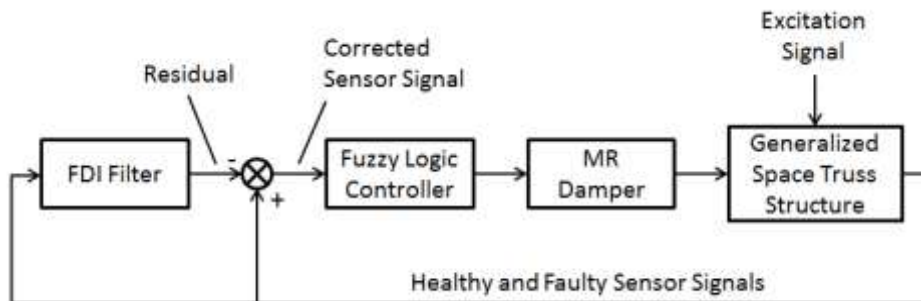 Excitation
Signal
Corrected
Sensor Signal
Residual
-
+
FDI Filter
Fuzzy Logic
Controller
MR
Damper
Generalized
Space Truss
Structure
Healthy and Faulty Sensor Signals